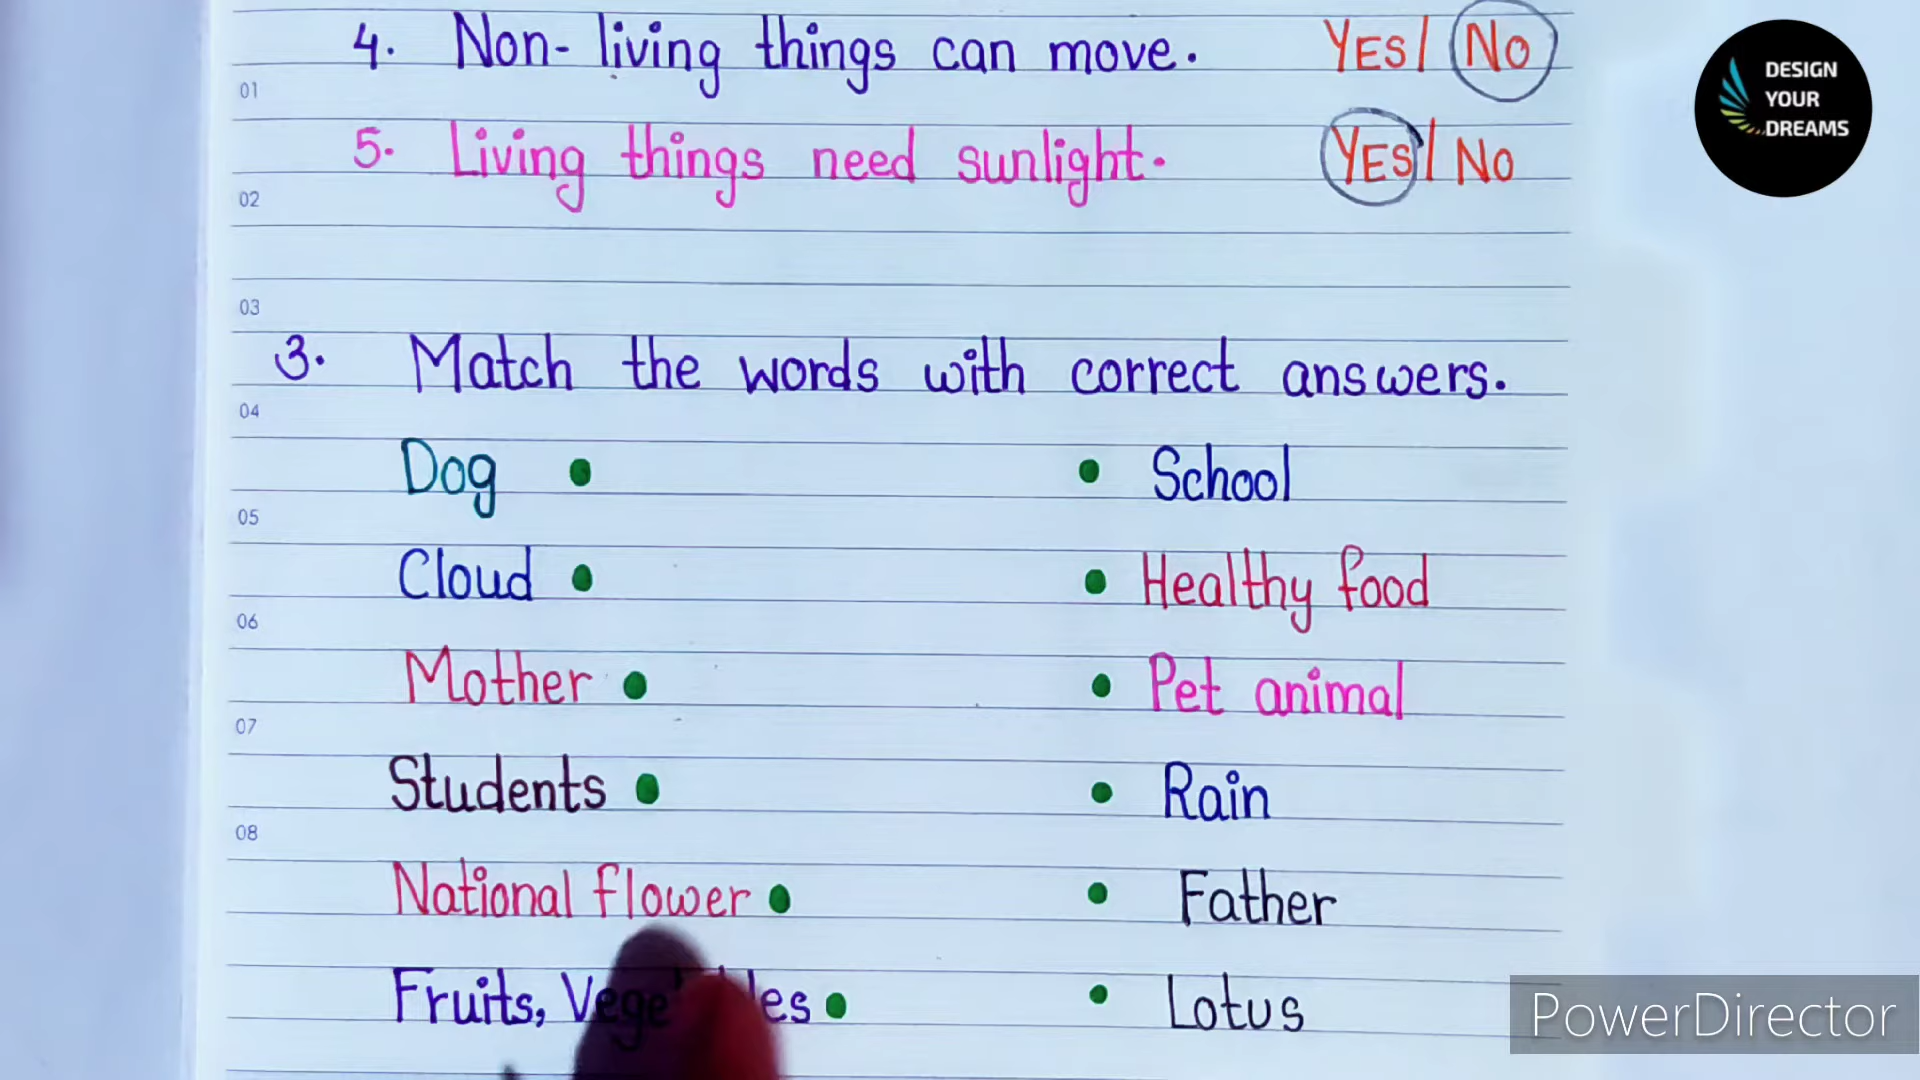 4. Non-living things can move. YES / NO
01
5. Living things need sunlight. YES / NO
02
03
3. Match the words with correct answers.
04
Dog • • School
05
Cloud • • Healthy food
06
Mother • • Pet animal
07
Students • • Rain
08
National flower • • Father
Fruits, • • Lotus
DESIGN
YOUR
DREAMS
PowerDirector